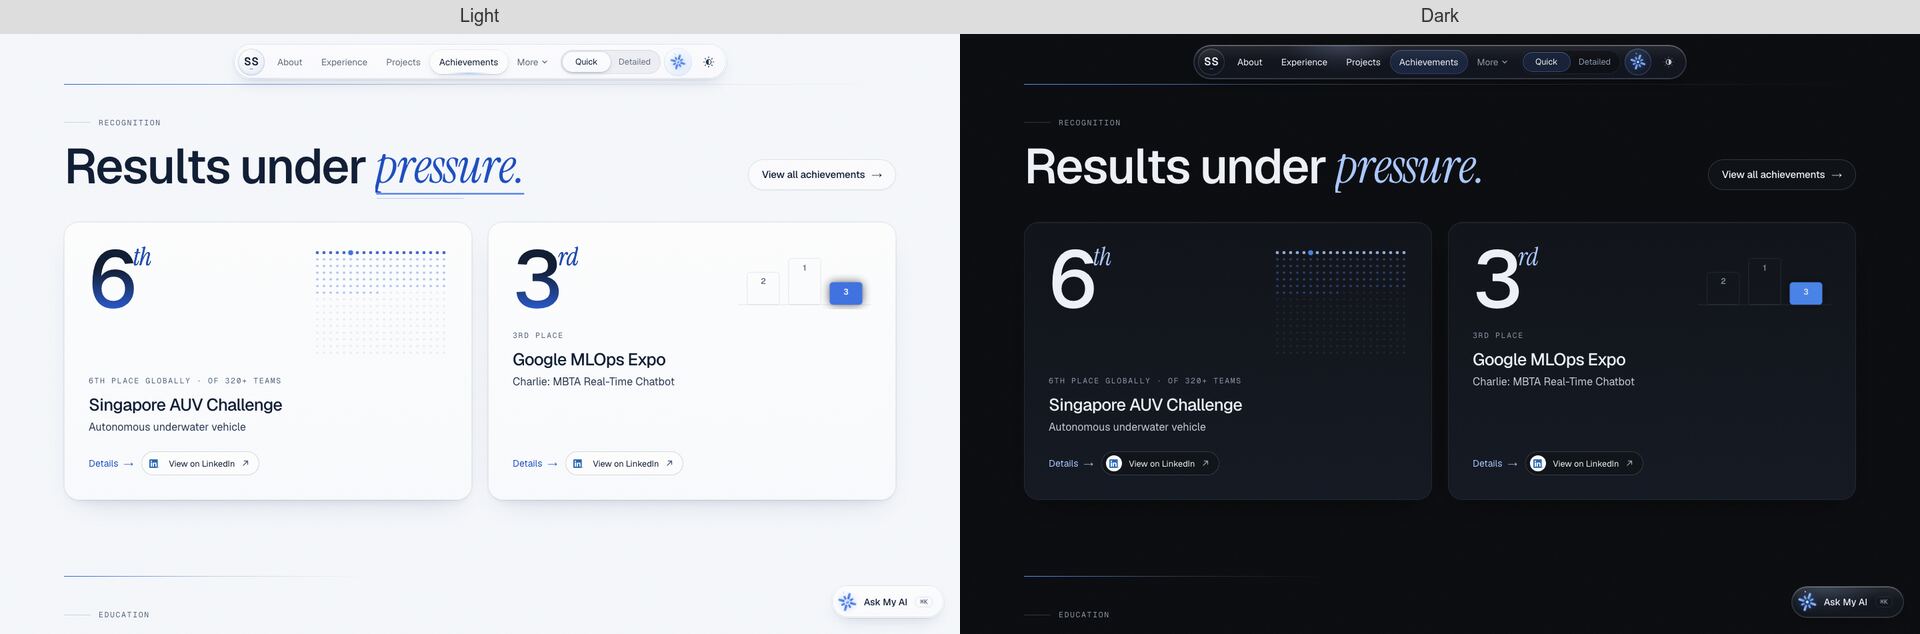 Light
Dark
SS About Experience Projects Achievements More Quick Detailed
SS About Experience Projects Achievements More Quick Detailed
RECOGNITION
Results under pressure.
View all achievements →
6th
6TH PLACE GLOBALLY · OF 320+ TEAMS
Singapore AUV Challenge
Autonomous underwater vehicle
Details → in View on LinkedIn ↗
3rd
2 1 3
3RD PLACE
Google MLOps Expo
Charlie: MBTA Real-Time Chatbot
Details → in View on LinkedIn ↗
EDUCATION
Ask My AI ⌘K
RECOGNITION
Results under pressure.
View all achievements →
6th
6TH PLACE GLOBALLY · OF 320+ TEAMS
Singapore AUV Challenge
Autonomous underwater vehicle
Details → in View on LinkedIn ↗
3rd
2 1 3
3RD PLACE
Google MLOps Expo
Charlie: MBTA Real-Time Chatbot
Details → in View on LinkedIn ↗
EDUCATION
Ask My AI ⌘K